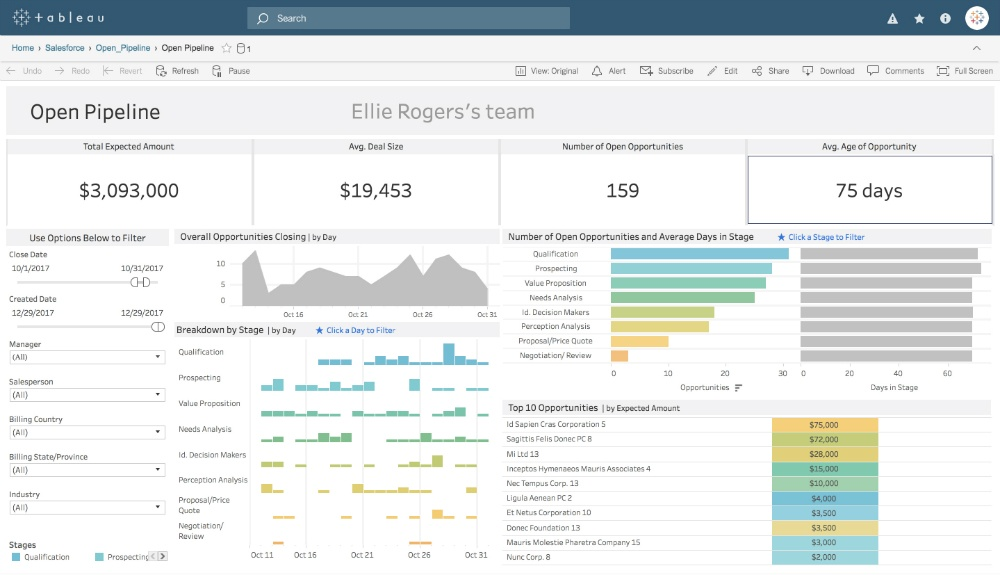 tableau
Search
Home › Salesforce › Open_Pipeline › Open Pipeline 1
Undo Redo Revert Refresh Pause View: Original Alert Subscribe Edit Share Download Comments Full Screen
Open Pipeline Ellie Rogers's team
Total Expected Amount Avg. Deal Size Number of Open Opportunities Avg. Age of Opportunity
$3,093,000 $19,453 159 75 days
Use Options Below to Filter
Close Date
10/1/2017 10/31/2017
Created Date
12/29/2017 12/29/2017
Manager
(All)
Salesperson
(All)
Billing Country
(All)
Billing State/Province
(All)
Industry
(All)
Stages
Qualification Prospecting
Overall Opportunities Closing | by Day
10
5
0
Oct 16 Oct 21 Oct 26 Oct 31
Breakdown by Stage | by Day ★ Click a Day to Filter
Qualification
Prospecting
Value Proposition
Needs Analysis
Id. Decision Makers
Perception Analysis
Proposal/Price
Quote
Negotiation/
Review
Oct 11 Oct 16 Oct 21 Oct 26 Oct 31
Number of Open Opportunities and Average Days in Stage ★ Click a Stage to Filter
Qualification
Prospecting
Value Proposition
Needs Analysis
Id. Decision Makers
Perception Analysis
Proposal/Price Quote
Negotiation/ Review
0 10 20 30 0 20 40 60
Opportunities Days in Stage
Top 10 Opportunities | by Expected Amount
Id Sapien Cras Corporation 5 $75,000
Sagittis Felis Donec PC 8 $72,000
Mi Ltd 13 $28,000
Inceptos Hymenaeos Mauris Associates 4 $15,000
Nec Tempus Corp. 13 $10,000
Ligula Aenean PC 2 $4,000
Et Netus Corporation 10 $3,500
Donec Foundation 13 $3,500
Mauris Molestie Pharetra Company 15 $3,000
Nunc Corp. 8 $2,000